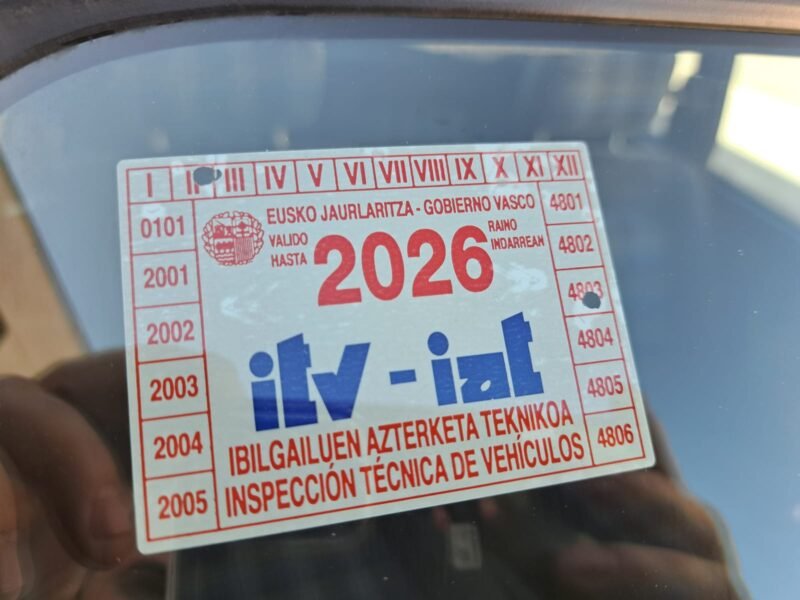 I II III IV V VI VII VIII IX X XI XII
0101
2001
2002
2003
2004
2005
EUSKO JAURLARITZA - GOBIERNO VASCO
VALIDO
HASTA
2026
RAINO
INDARREAN
itv - iat
IBILGAILUEN AZTERKETA TEKNIKOA
INSPECCIÓN TÉCNICA DE VEHÍCULOS
4801
4802
4803
4804
4805
4806